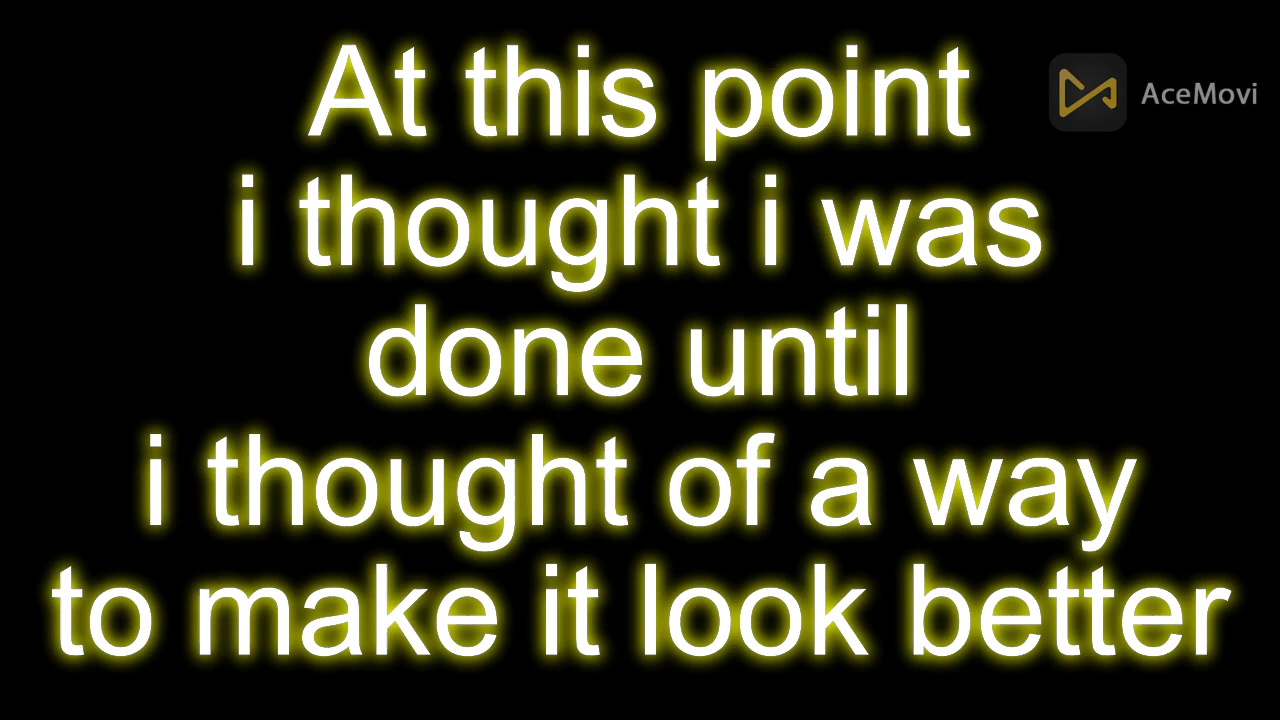 At this point
AceMovi
i thought i was
done until
i thought of a way
to make it look better